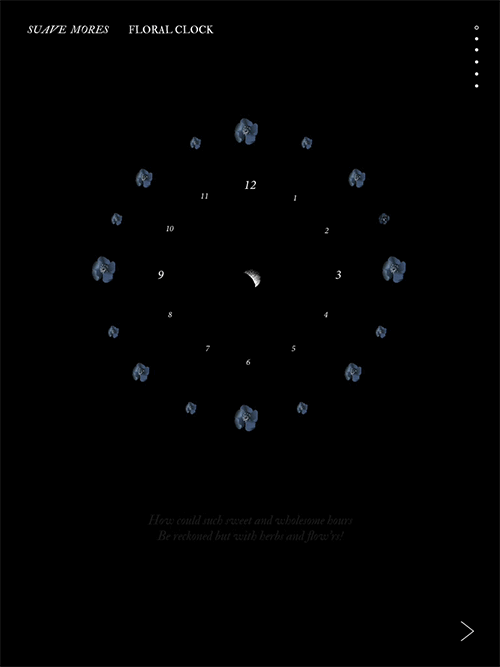 SUAVE MORES FLORAL CLOCK
12
11 1
10 2
9 3
8 4
7 5
6
How could such sweet and wholesome hours
Be reckoned but with herbs and flow'rs!